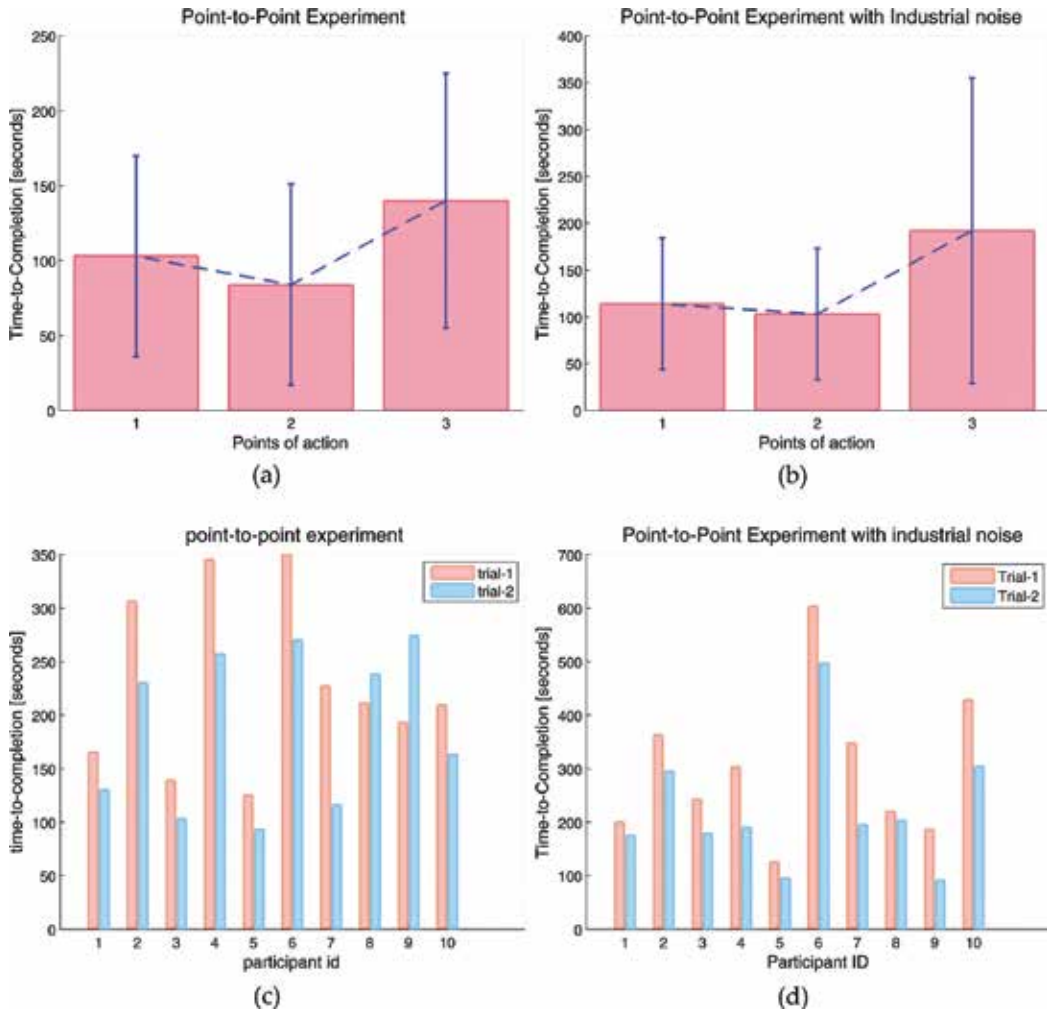 Point-to-Point Experiment
250
200
150
100
50
0
Time-to-Completion [seconds]
1 2 3
Points of action
(a)
Point-to-Point Experiment with Industrial noise
400
350
300
250
200
150
100
50
0
Time-to-Completion [seconds]
1 2 3
Points of action
(b)
point-to-point experiment
350
300
250
200
150
100
50
0
time-to-completion [seconds]
trial-1
trial-2
1 2 3 4 5 6 7 8 9 10
participant id
(c)
Point-to-Point Experiment with industrial noise
700
600
500
400
300
200
100
0
Time-to-Completion [seconds]
Trial-1
Trial-2
1 2 3 4 5 6 7 8 9 10
Participant ID
(d)